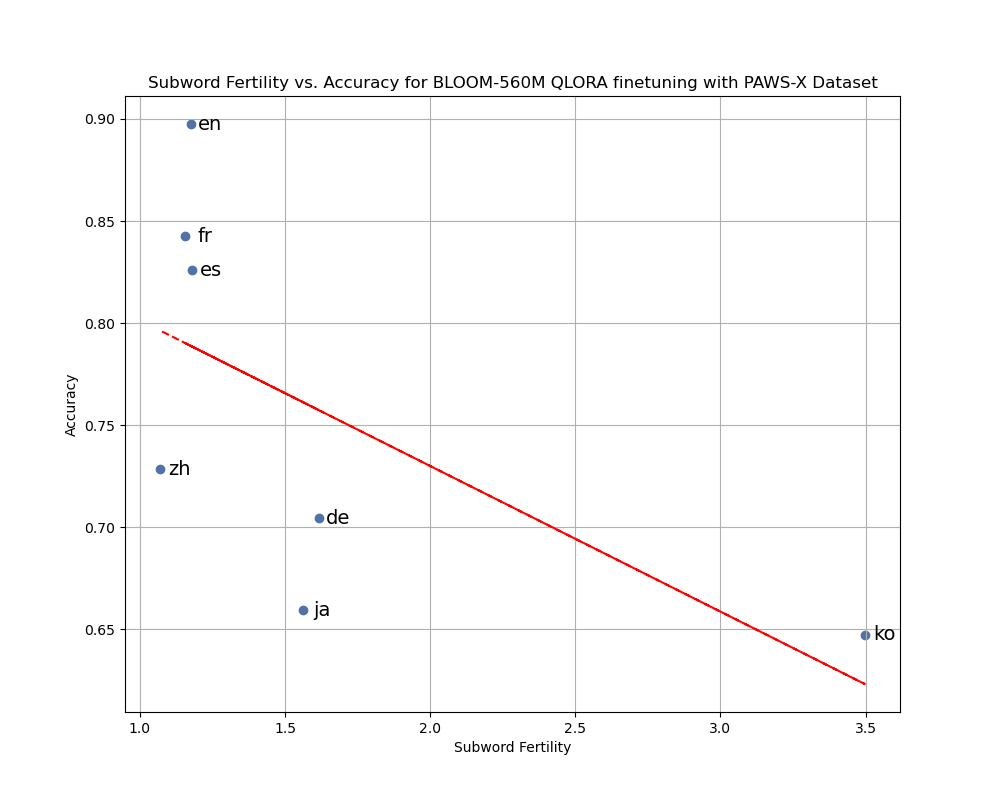 Subword Fertility vs. Accuracy for BLOOM-560M QLORA finetuning with PAWS-X Dataset
0.90
en
0.85
fr
es
0.80
0.75
Accuracy
zh
0.70
de
ja
0.65
ko
1.0 1.5 2.0 2.5 3.0 3.5
Subword Fertility